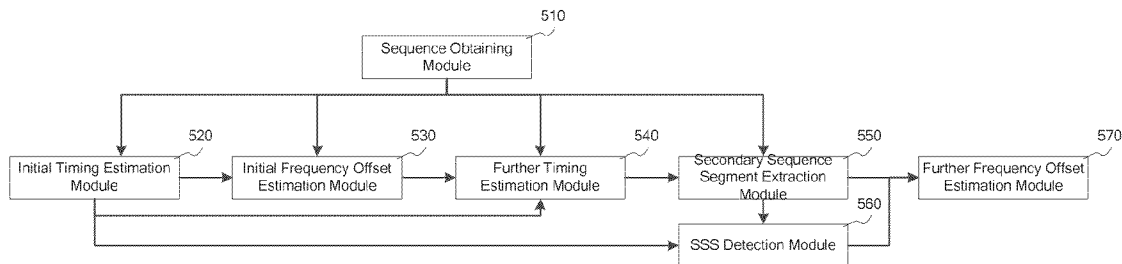 510
Sequence Obtaining
Module
520
530
540
550
570
Initial Timing Estimation
Module
Initial Frequency Offset
Estimation Module
Further Timing
Estimation Module
Secondary Sequence
Segment Extraction
Module
Further Frequency Offset
Estimation Module
560
SSS Detection Module